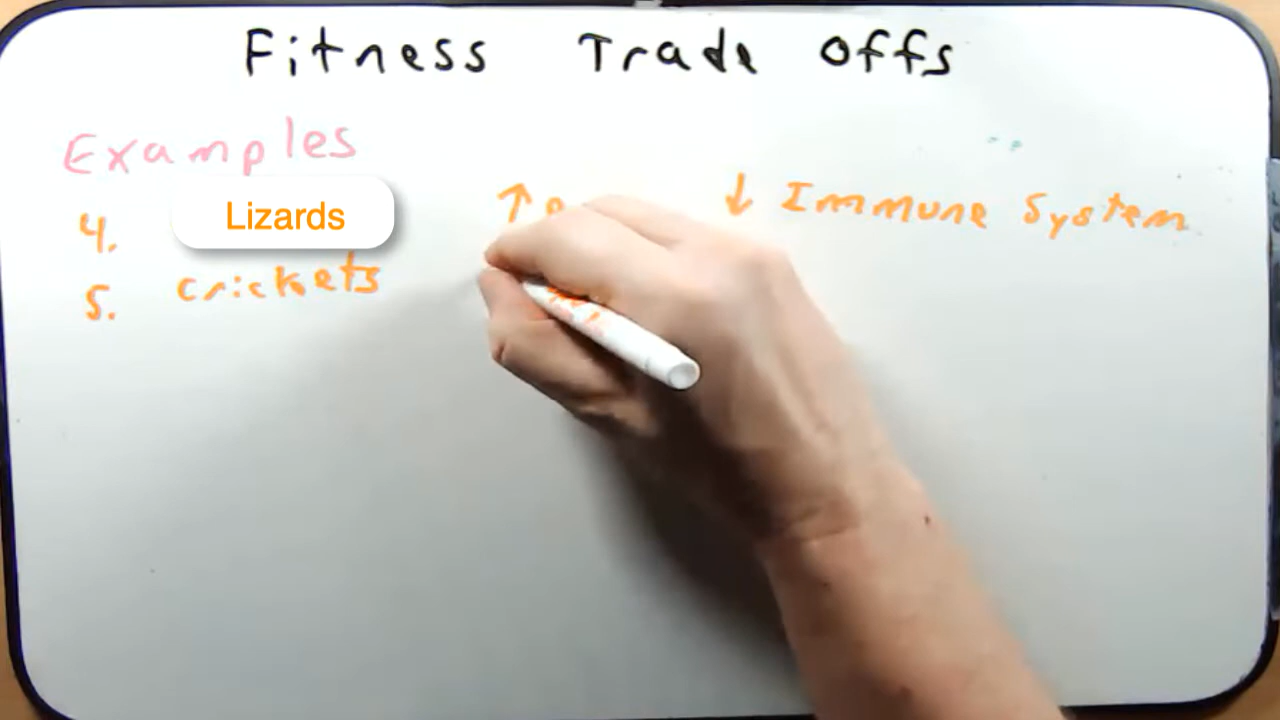 Fitness Trade Offs
Examples
4. Lizards ↑ ↓ Immune System
5. crickets